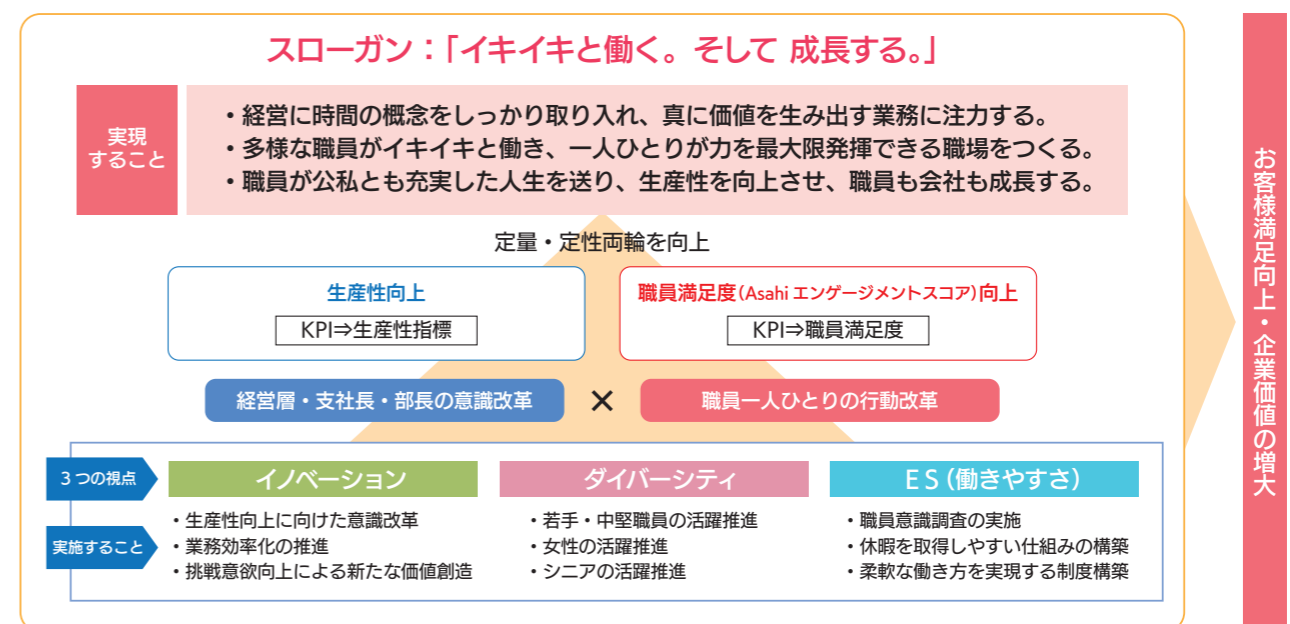 スローガン：「イキイキと働く。そして 成長する。」
実現
すること
・経営に時間の概念をしっかり取り入れ、真に価値を生み出す業務に注力する。
・多様な職員がイキイキと働き、一人ひとりが力を最大限発揮できる職場をつくる。
・職員が公私とも充実した人生を送り、生産性を向上させ、職員も会社も成長する。
定量・定性両輪を向上
生産性向上
KPI⇒生産性指標
職員満足度（Asahi エンゲージメントスコア）向上
KPI⇒職員満足度
経営層・支社長・部長の意識改革
×
職員一人ひとりの行動改革
３つの視点
イノベーション
ダイバーシティ
ＥＳ（働きやすさ）
実施すること
・生産性向上に向けた意識改革
・業務効率化の推進
・挑戦意欲向上による新たな価値創造
・若手・中堅職員の活躍推進
・女性の活躍推進
・シニアの活躍推進
・職員意識調査の実施
・休暇を取得しやすい仕組みの構築
・柔軟な働き方を実現する制度構築
お客様満足向上・企業価値の増大